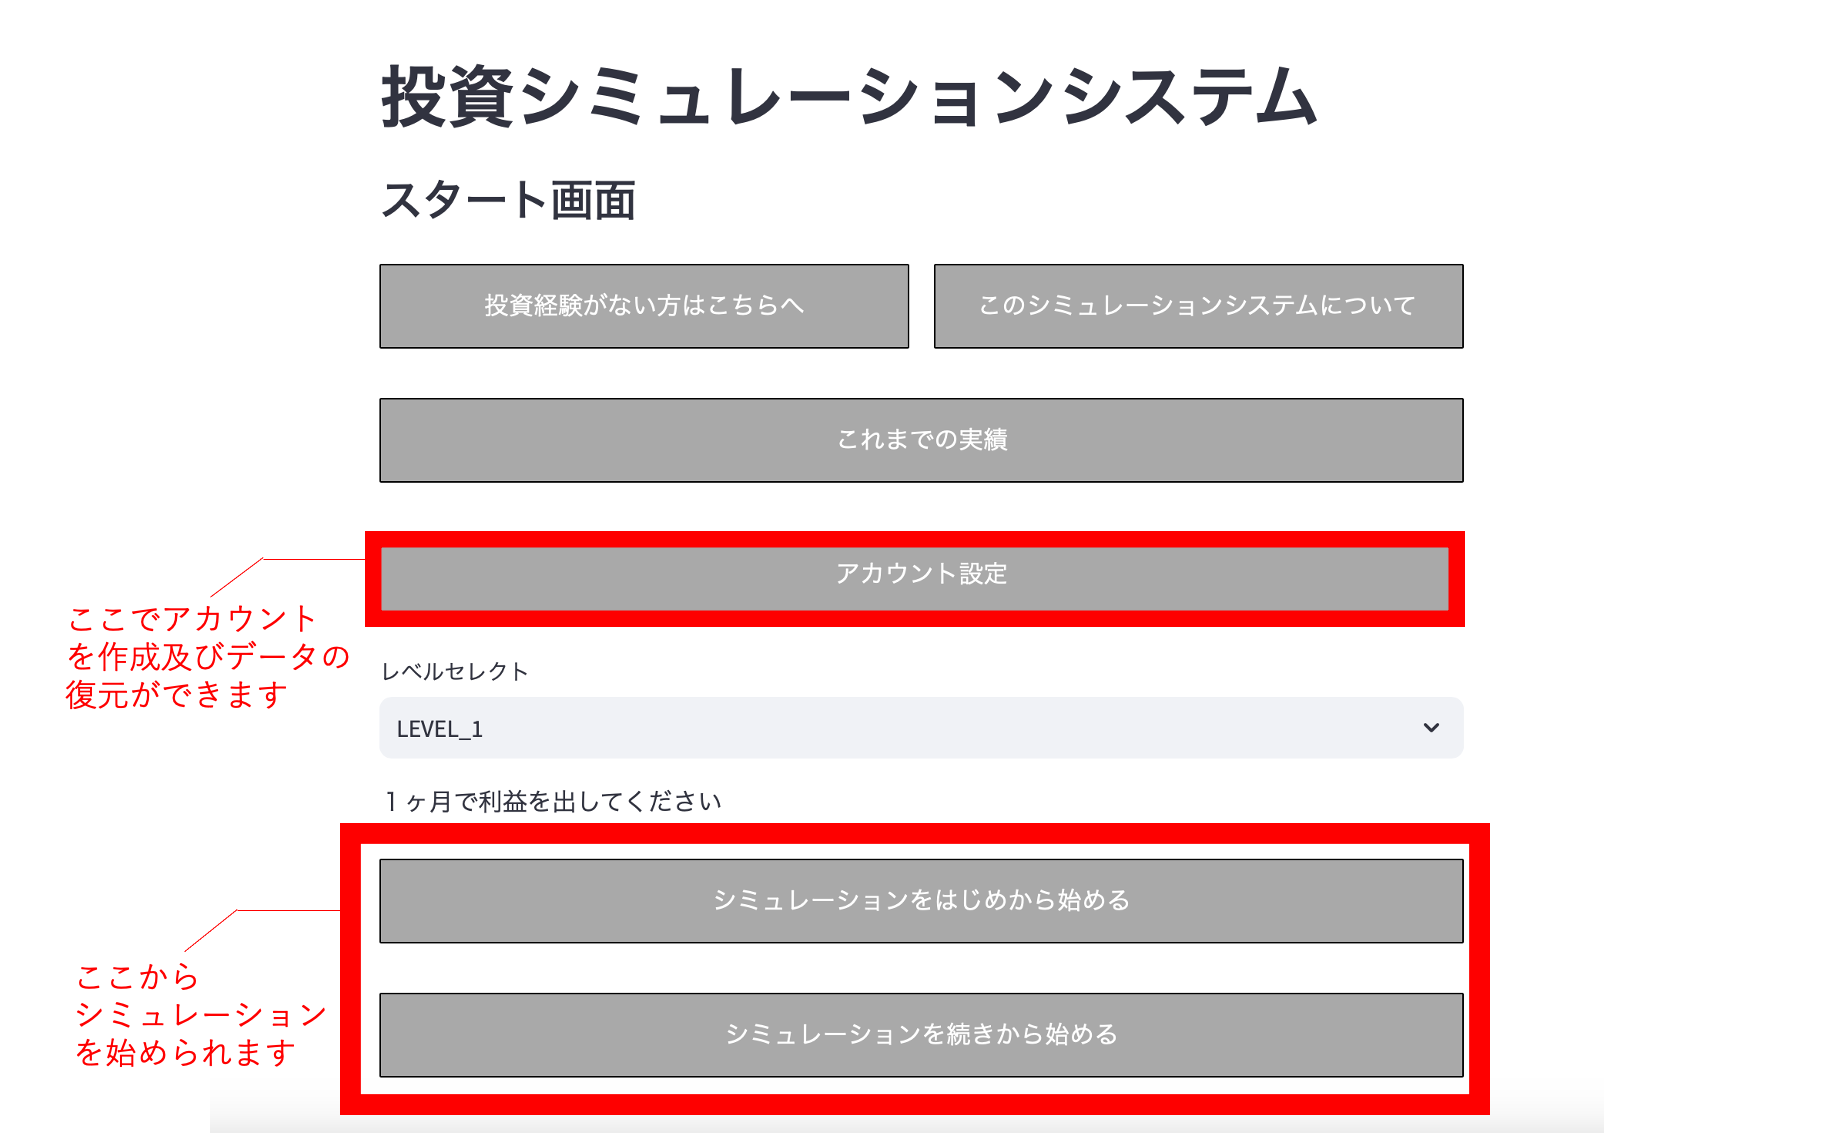 投資シミュレーションシステム
スタート画面
投資経験がない方はこちらへ
このシミュレーションシステムについて
これまでの実績
アカウント設定
ここでアカウント
を作成及びデータの
復元ができます
レベルセレクト
LEVEL_1
１ヶ月で利益を出してください
シミュレーションをはじめから始める
ここから
シミュレーション
を始められます
シミュレーションを続きから始める